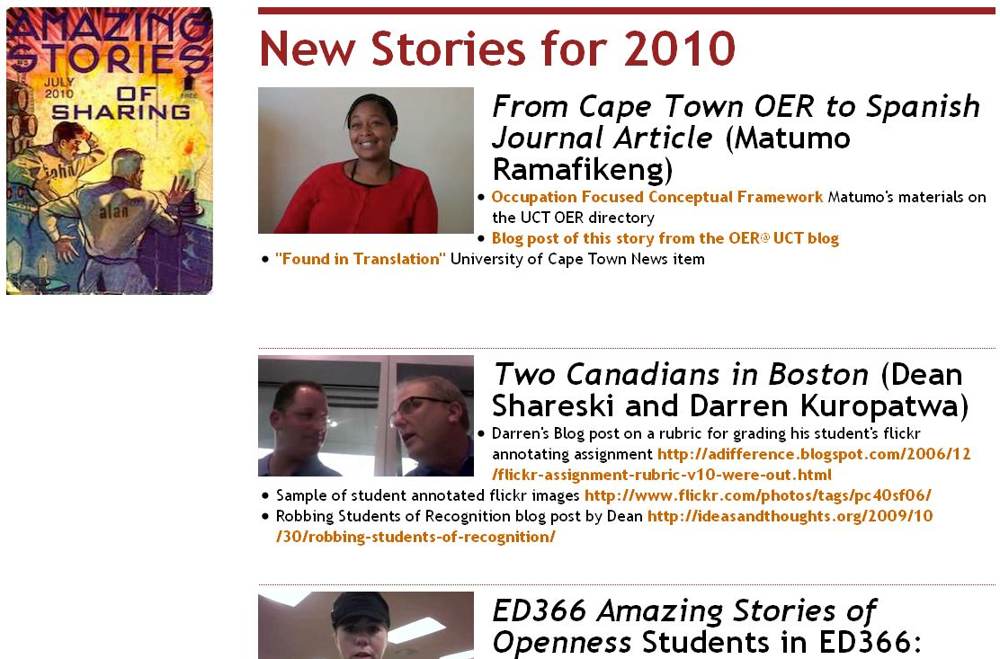 AMAZING
STORIES
JULY
2010
OF
FREE
SHARING
john
alan
New Stories for 2010
From Cape Town OER to Spanish
Journal Article (Matumo
Ramafikeng)
• Occupation Focused Conceptual Framework Matumo's materials on
the UCT OER directory
• Blog post of this story from the OER@UCT blog
• "Found in Translation" University of Cape Town News item
Two Canadians in Boston (Dean
Shareski and Darren Kuropatwa)
• Darren's Blog post on a rubric for grading his student's flickr
annotating assignment http://adifference.blogspot.com/2006/12
/flickr-assignment-rubric-v10-were-out.html
• Sample of student annotated flickr images http://www.flickr.com/photos/tags/pc40sf06/
• Robbing Students of Recognition blog post by Dean http://ideasandthoughts.org/2009/10
/30/robbing-students-of-recognition/
ED366 Amazing Stories of
Openness Students in ED366: